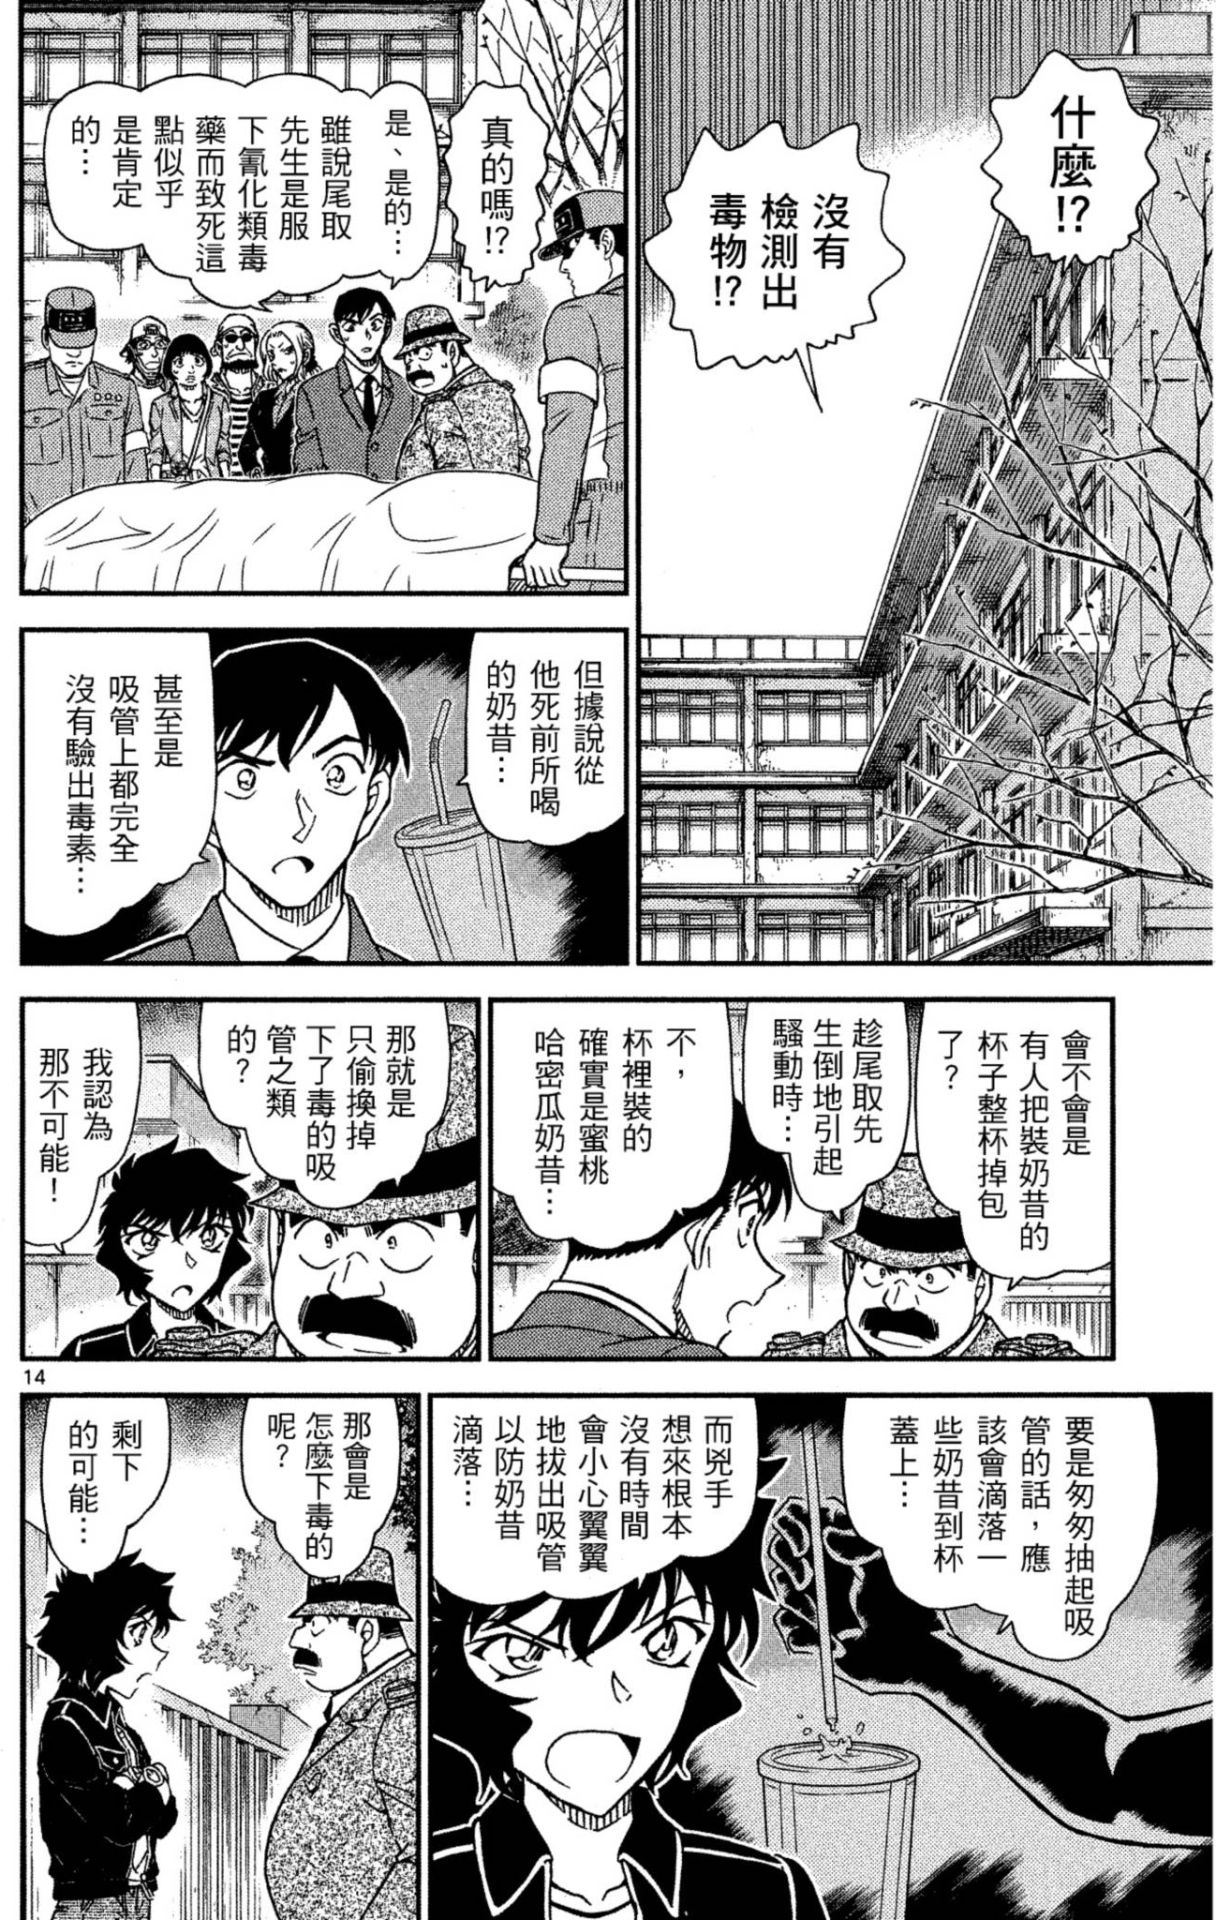 什麼!?
沒有
檢測出
毒物!?
真的嗎!?
是、是的…
雖說尾取
先生是服
下氰化類毒
藥而致死這
點似乎
是肯定
的…
但據說從
他死前所喝
的奶昔…
甚至是
吸管上都完全
沒有驗出毒素…
會不會是
有人把裝奶昔的
杯子整杯掉包
了?
趁尾取先
生倒地引起
騷動時…
不，
杯裡裝的
確實是蜜桃
哈密瓜奶昔…
那就是
只偷換掉
下了毒的吸
管之類
的?
我認為
那不可能!
14
要是匆匆抽起吸
管的話，應
該會滴落一
些奶昔到杯
蓋上…
而兇手
想來根本
沒有時間
會小心翼翼
地拔出吸管
以防奶昔
滴落…
那會是
怎麼下毒的
呢?
剩下
的可能…